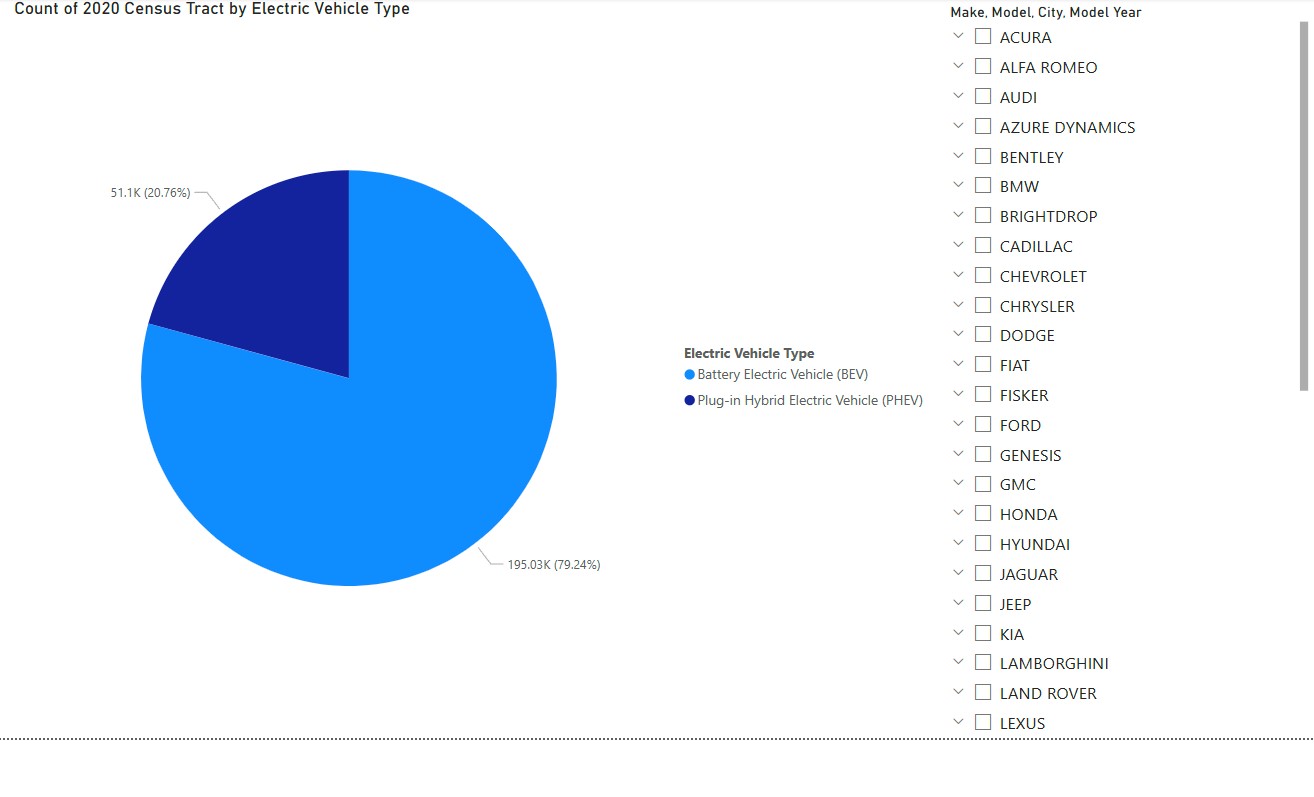 Count of 2020 Census Tract by Electric Vehicle Type
51.1K (20.76%)
195.03K (79.24%)
Electric Vehicle Type
Battery Electric Vehicle (BEV)
Plug-in Hybrid Electric Vehicle (PHEV)
Make, Model, City, Model Year
ACURA
ALFA ROMEO
AUDI
AZURE DYNAMICS
BENTLEY
BMW
BRIGHTDROP
CADILLAC
CHEVROLET
CHRYSLER
DODGE
FIAT
FISKER
FORD
GENESIS
GMC
HONDA
HYUNDAI
JAGUAR
JEEP
KIA
LAMBORGHINI
LAND ROVER
LEXUS